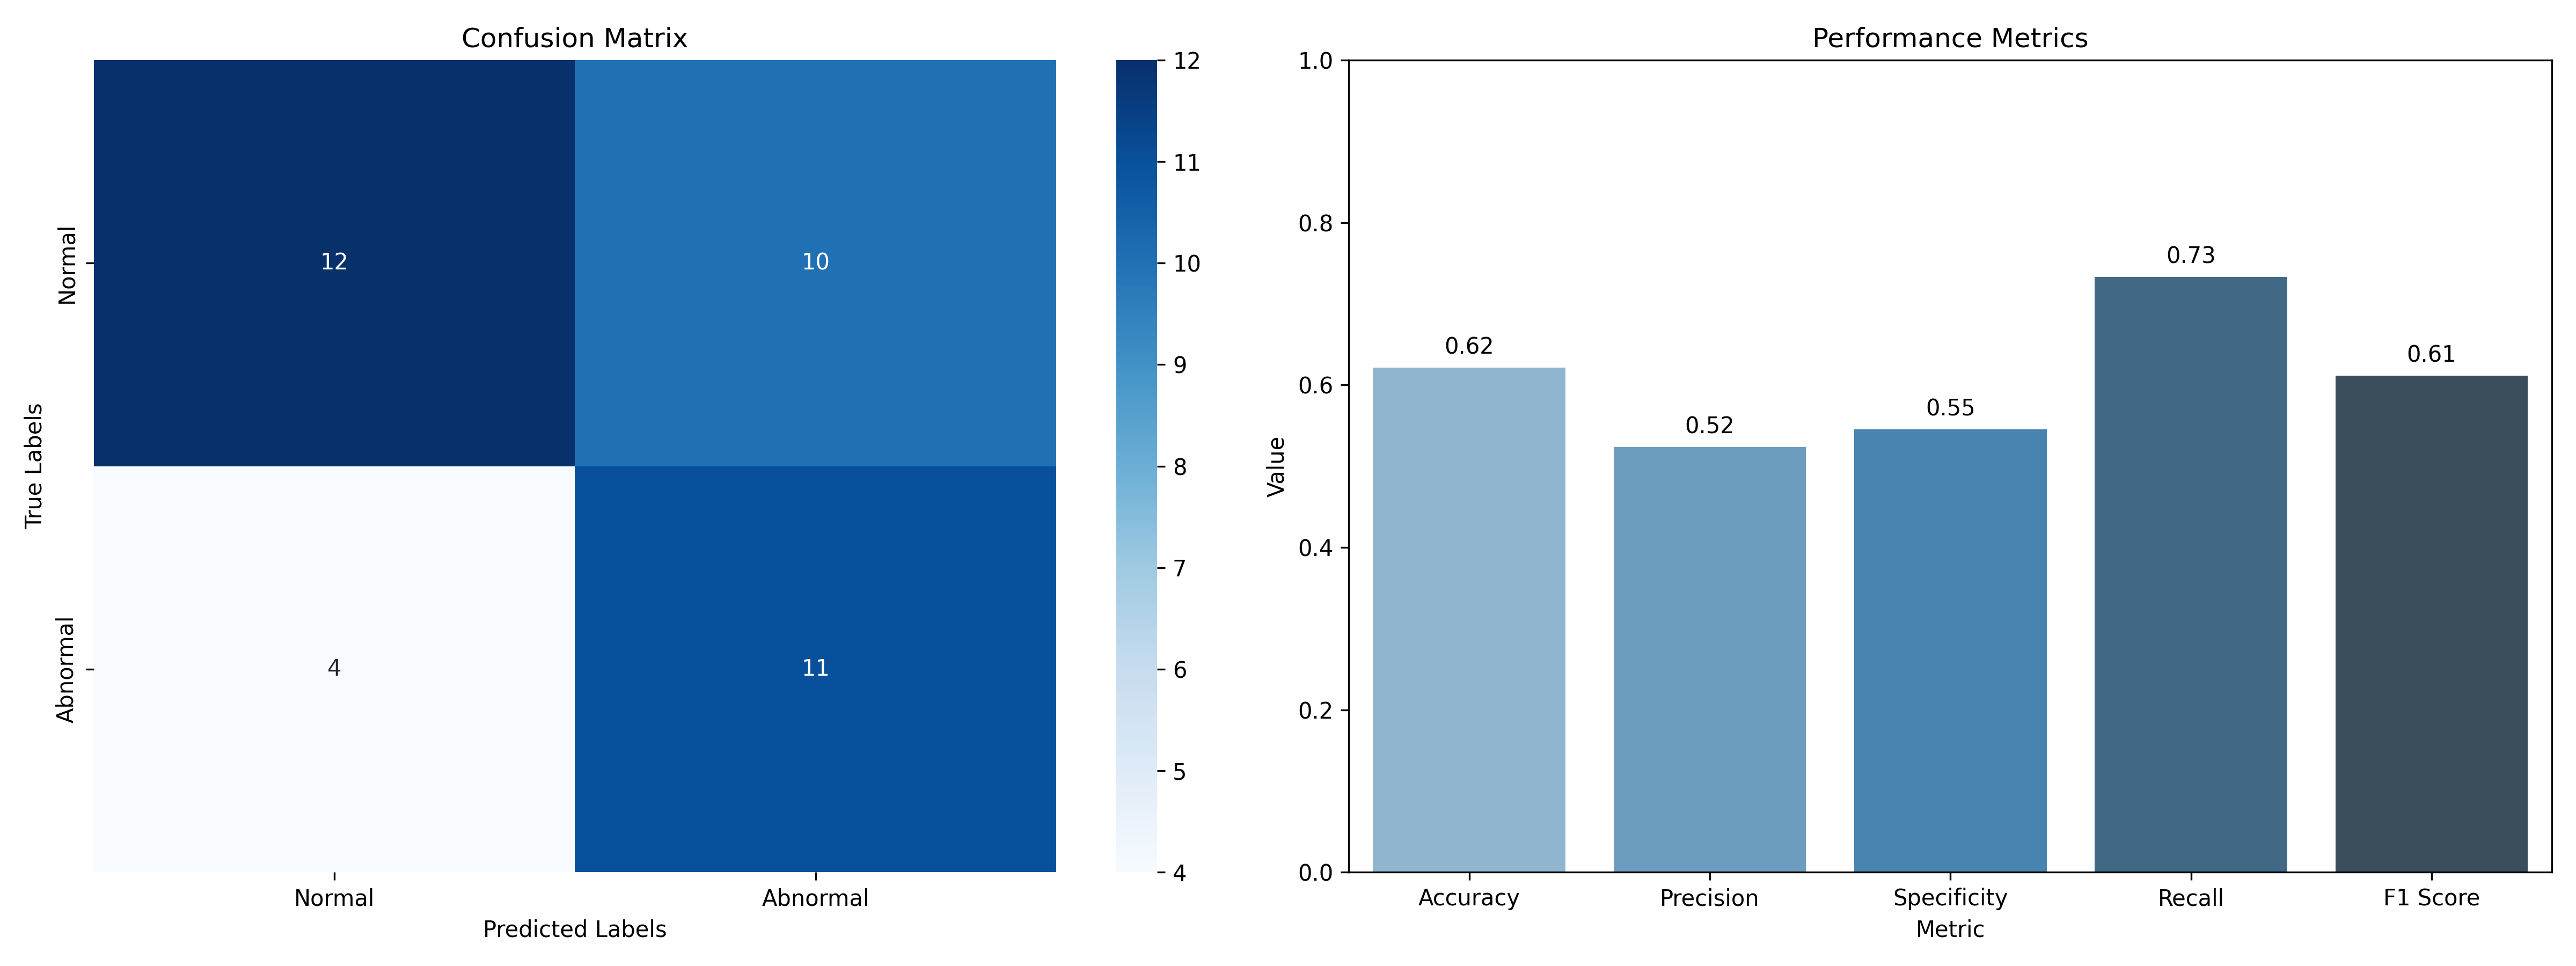 Confusion Matrix
12
10
4
11
Normal
Abnormal
True Labels
Normal
Abnormal
Predicted Labels
12
11
10
9
8
7
6
5
4
Performance Metrics
1.0
0.8
0.6
0.4
0.2
0.0
Value
0.62
0.52
0.55
0.73
0.61
Accuracy
Precision
Specificity
Recall
F1 Score
Metric